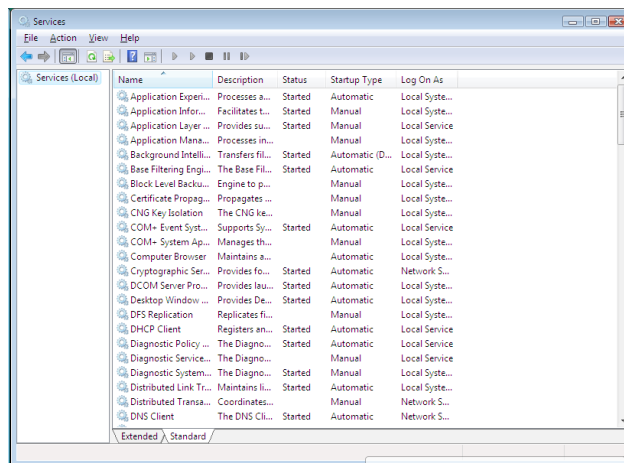 Services
File Action View Help
Services (Local)
Name Description Status Startup Type Log On As
Application Experi... Processes a... Started Automatic Local Syste...
Application Infor... Facilitates t... Started Manual Local Syste...
Application Layer ... Provides su... Started Manual Local Service
Application Mana... Processes in... Manual Local Syste...
Background Intelli... Transfers fil... Started Automatic (D... Local Syste...
Base Filtering Engi... The Base Fil... Started Automatic Local Service
Block Level Backu... Engine to p... Manual Local Syste...
Certificate Propag... Propagates ... Manual Local Syste...
CNG Key Isolation The CNG ke... Manual Local Syste...
COM+ Event Syst... Supports Sy... Started Automatic Local Service
COM+ System Ap... Manages th... Manual Local Syste...
Computer Browser Maintains a... Automatic Local Syste...
Cryptographic Ser... Provides fo... Started Automatic Network S...
DCOM Server Pro... Provides lau... Started Automatic Local Syste...
Desktop Window ... Provides De... Started Automatic Local Syste...
DFS Replication Replicates fi... Manual Local Syste...
DHCP Client Registers an... Started Automatic Local Service
Diagnostic Policy ... The Diagno... Started Automatic Local Service
Diagnostic Service... The Diagno... Manual Local Service
Diagnostic System... The Diagno... Started Manual Local Syste...
Distributed Link Tr... Maintains li... Started Automatic Local Syste...
Distributed Transa... Coordinates... Manual Network S...
DNS Client The DNS Cli... Started Automatic Network S...
Extended Standard